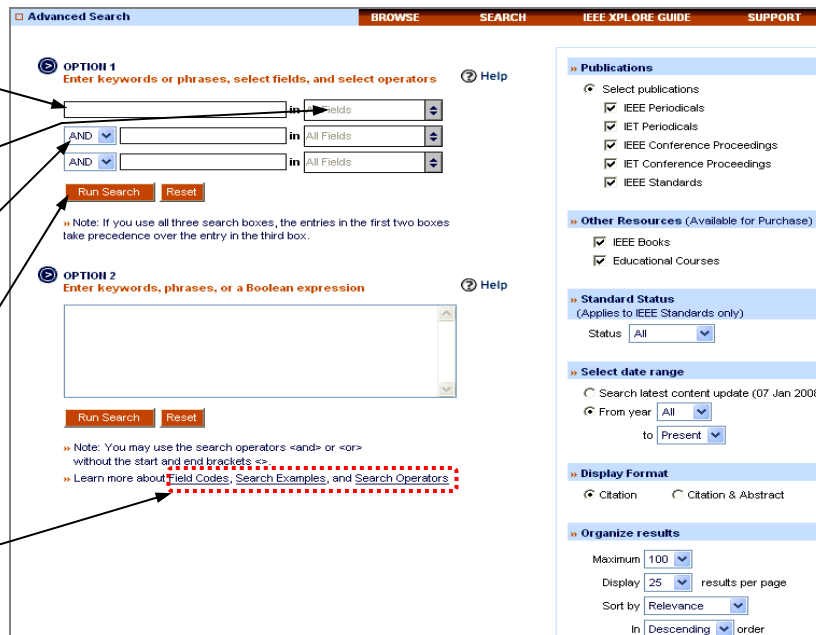 Advanced Search
BROWSE SEARCH IEEE XPLORE GUIDE SUPPORT
OPTION 1
Enter keywords or phrases, select fields, and select operators
Help
in All Fields
AND in All Fields
AND in All Fields
Run Search Reset
» Note: If you use all three search boxes, the entries in the first two boxes
take precedence over the entry in the third box.
OPTION 2
Enter keywords, phrases, or a Boolean expression
Help
Run Search Reset
» Note: You may use the search operators <and> or <or>
without the start and end brackets <>.
» Learn more about Field Codes, Search Examples, and Search Operators
» Publications
Select publications
IEEE Periodicals
IET Periodicals
IEEE Conference Proceedings
IET Conference Proceedings
IEEE Standards
» Other Resources (Available for Purchase)
IEEE Books
Educational Courses
» Standard Status
(Applies to IEEE Standards only)
Status All
» Select date range
Search latest content update (07 Jan 2008
From year All
to Present
» Display Format
Citation Citation & Abstract
» Organize results
Maximum 100
Display 25 results per page
Sort by Relevance
In Descending order